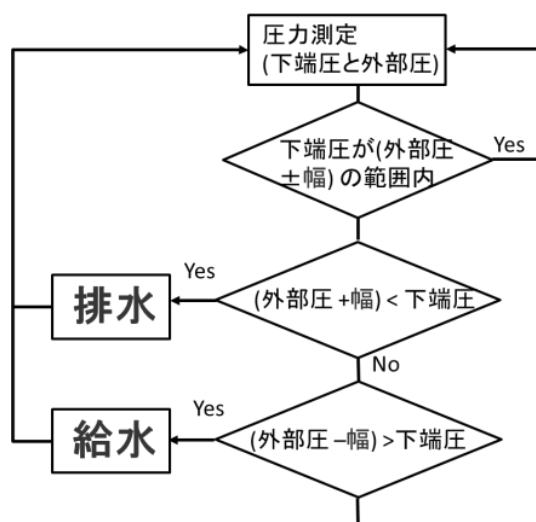 圧力測定
(下端圧と外部圧)
下端圧が(外部圧
±幅) の範囲内
Yes
Yes
排水
(外部圧 +幅) < 下端圧
No
Yes
給水
(外部圧 –幅) >下端圧